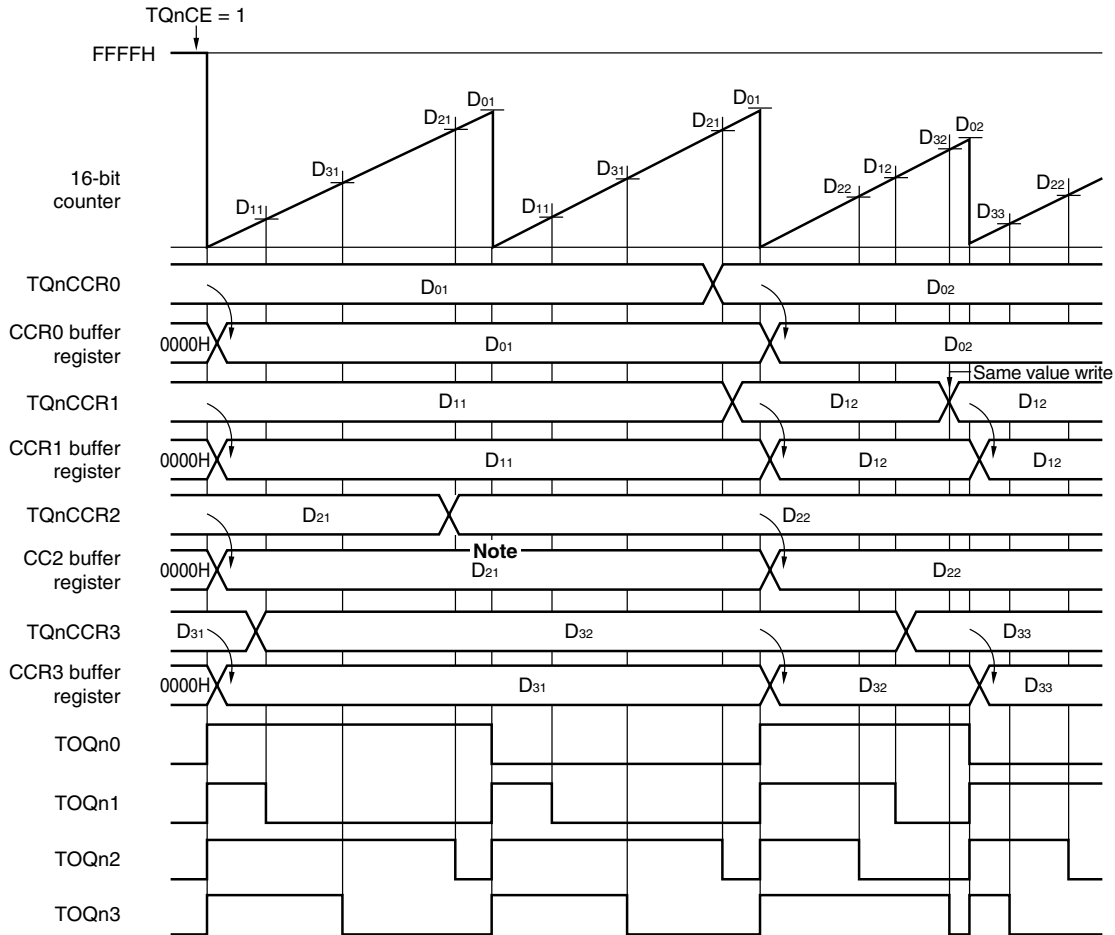 TQnCE = 1
FFFFH
16-bit
counter
D11
D31
D21
D01
D11
D31
D21
D01
D22
D12
D32
D02
D33
D22
TQnCCR0
D01
D02
CCR0 buffer
register
0000H
D01
D02
Same value write
TQnCCR1
D11
D12
D12
CCR1 buffer
register
0000H
D11
D12
D12
TQnCCR2
D21
D22
Note
CC2 buffer
register
0000H
D21
D22
TQnCCR3
D31
D32
D33
CCR3 buffer
register
0000H
D31
D32
D33
TOQn0
TOQn1
TOQn2
TOQn3